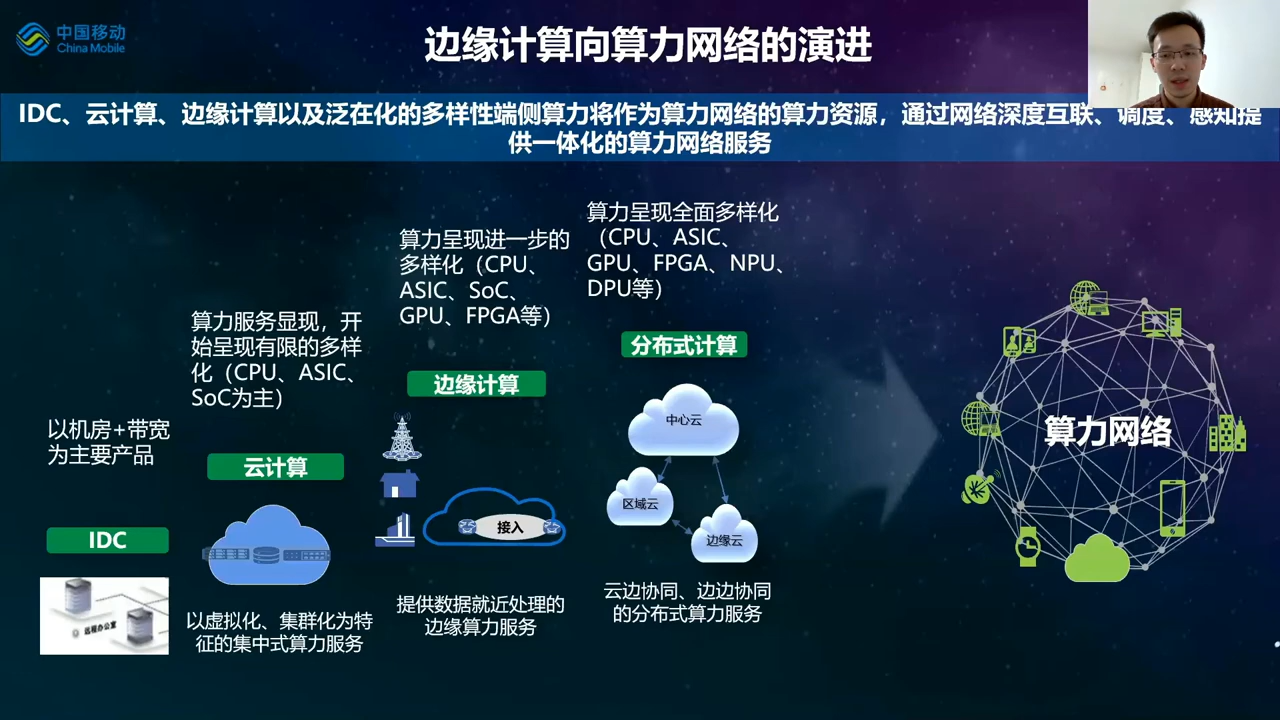 中国移动
China Mobile
边缘计算向算力网络的演进
IDC、云计算、边缘计算以及泛在化的多样性端侧算力将作为算力网络的算力资源，通过网络深度互联、调度、感知提
供一体化的算力网络服务
以机房+带宽
为主要产品
IDC
远程办公室
算力服务显现，开
始呈现有限的多样
化（CPU、ASIC、
SoC为主）
云计算
以虚拟化、集群化为特
征的集中式算力服务
算力呈现进一步的
多样化（CPU、
ASIC、SoC、
GPU、FPGA等）
边缘计算
接入
提供数据就近处理的
边缘算力服务
算力呈现全面多样化
（CPU、ASIC、
GPU、FPGA、NPU、
DPU等）
分布式计算
中心云
区域云
边缘云
云边协同、边边协同
的分布式算力服务
算力网络